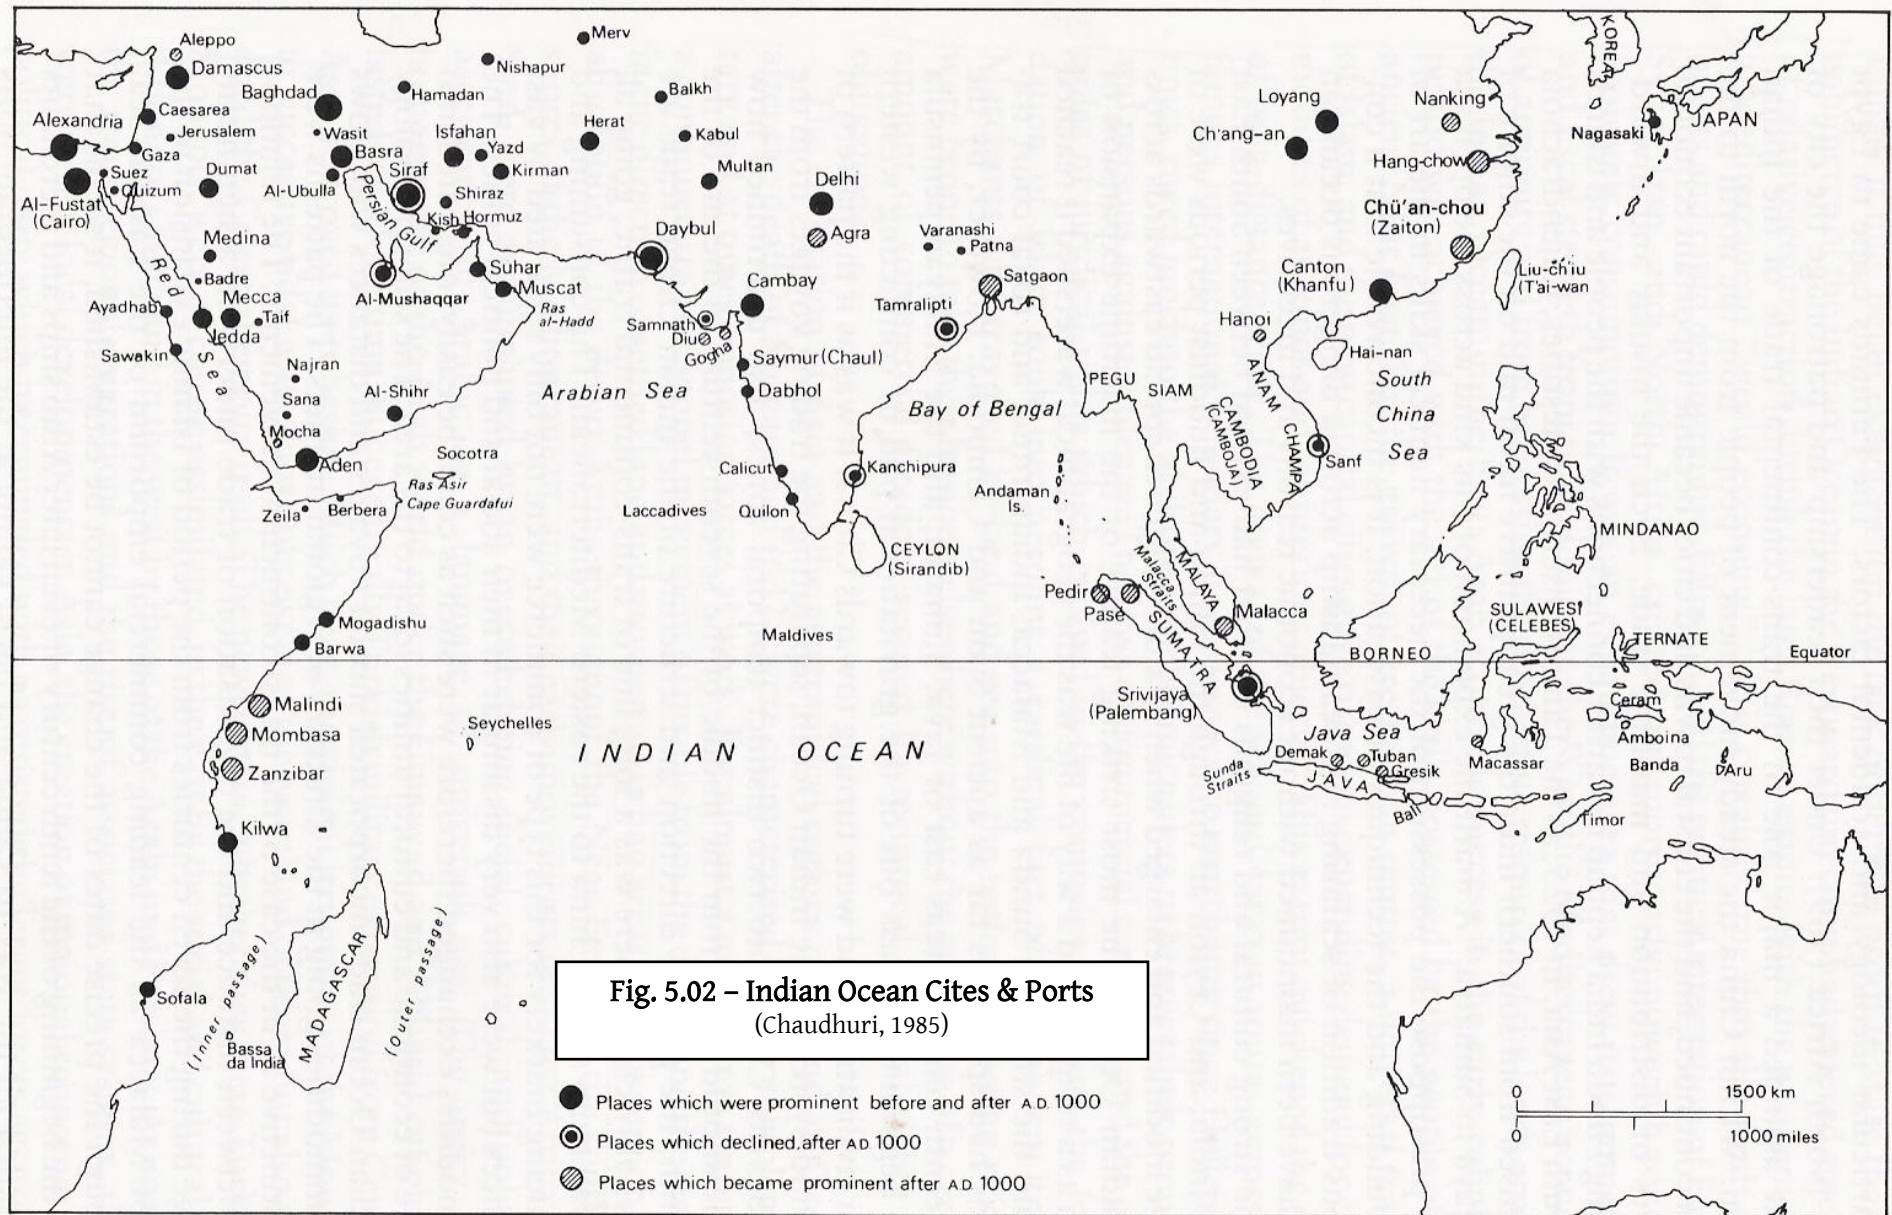 Aleppo
Damascus
Merv
Nishapur
Hamadan
Baghdad
Balkh
Caesarea
Alexandria
Jerusalem
Wasit
Isfahan
Herat
Kabul
Gaza
Basra
Yazd
Suez
Dumat
Siraf
Kirman
Multan
Quizum
Al-Ubulla
Shiraz
Delhi
Al-Fustat
(Cairo)
Persian Gulf
Kish
Hormuz
Daybul
Agra
Varanashi
Patna
Medina
Suhar
Cambay
Satgaon
Badre
Muscat
Al-Mushaqqar
Red Sea
Mecca
Ayadhab
Taif
Jedda
Ras
al-Hadd
Samnath
Diu
Gogha
Tamralipti
Sawakin
Saymur (Chaul)
Najran
Al-Shihr
Arabian Sea
Dabhol
Sana
Bay of Bengal
Mocha
Aden
Socotra
Calicut
Kanchipura
Ras Asir
Cape Guardafui
Zeila
Berbera
Laccadives
Quilon
Andaman
Is.
CEYLON
(Sirandib)
Loyang
Ch'ang-an
Nanking
Hang-chow
KOREA
Nagasaki
JAPAN
Chü'an-chou
(Zaiton)
Canton
(Khanfu)
Liu-ch'iu
(T'ai-wan
Hanoi
Hai-nan
PEGU
SIAM
ANAM
CAMBODIA
(CAMBOJA)
CHAMPA
South
China
Sea
Sanf
MINDANAO
Malacca
Straits
MALAYA
Pedir
Pasé
Malacca
SUMATRA
SULAWESI
(CELEBES)
BORNEO
TERNATE
Equator
Mogadishu
Barwa
Maldives
Malindi
Mombasa
Zanzibar
Seychelles
INDIAN OCEAN
Srivijaya
(Palembang)
Java Sea
Ceram
Amboina
Demak
Tuban
Gresik
Macassar
Banda
Aru
Sunda
Straits
JAVA
Bali
Timor
Kilwa
Sofala
(Inner passage)
MADAGASCAR
(Outer passage)
Bassa
da India
Fig. 5.02 – Indian Ocean Cites & Ports
(Chaudhuri, 1985)
Places which were prominent before and after A.D. 1000
Places which declined.after A.D 1000
Places which became prominent after A.D. 1000
0 1500 km
0 1000 miles